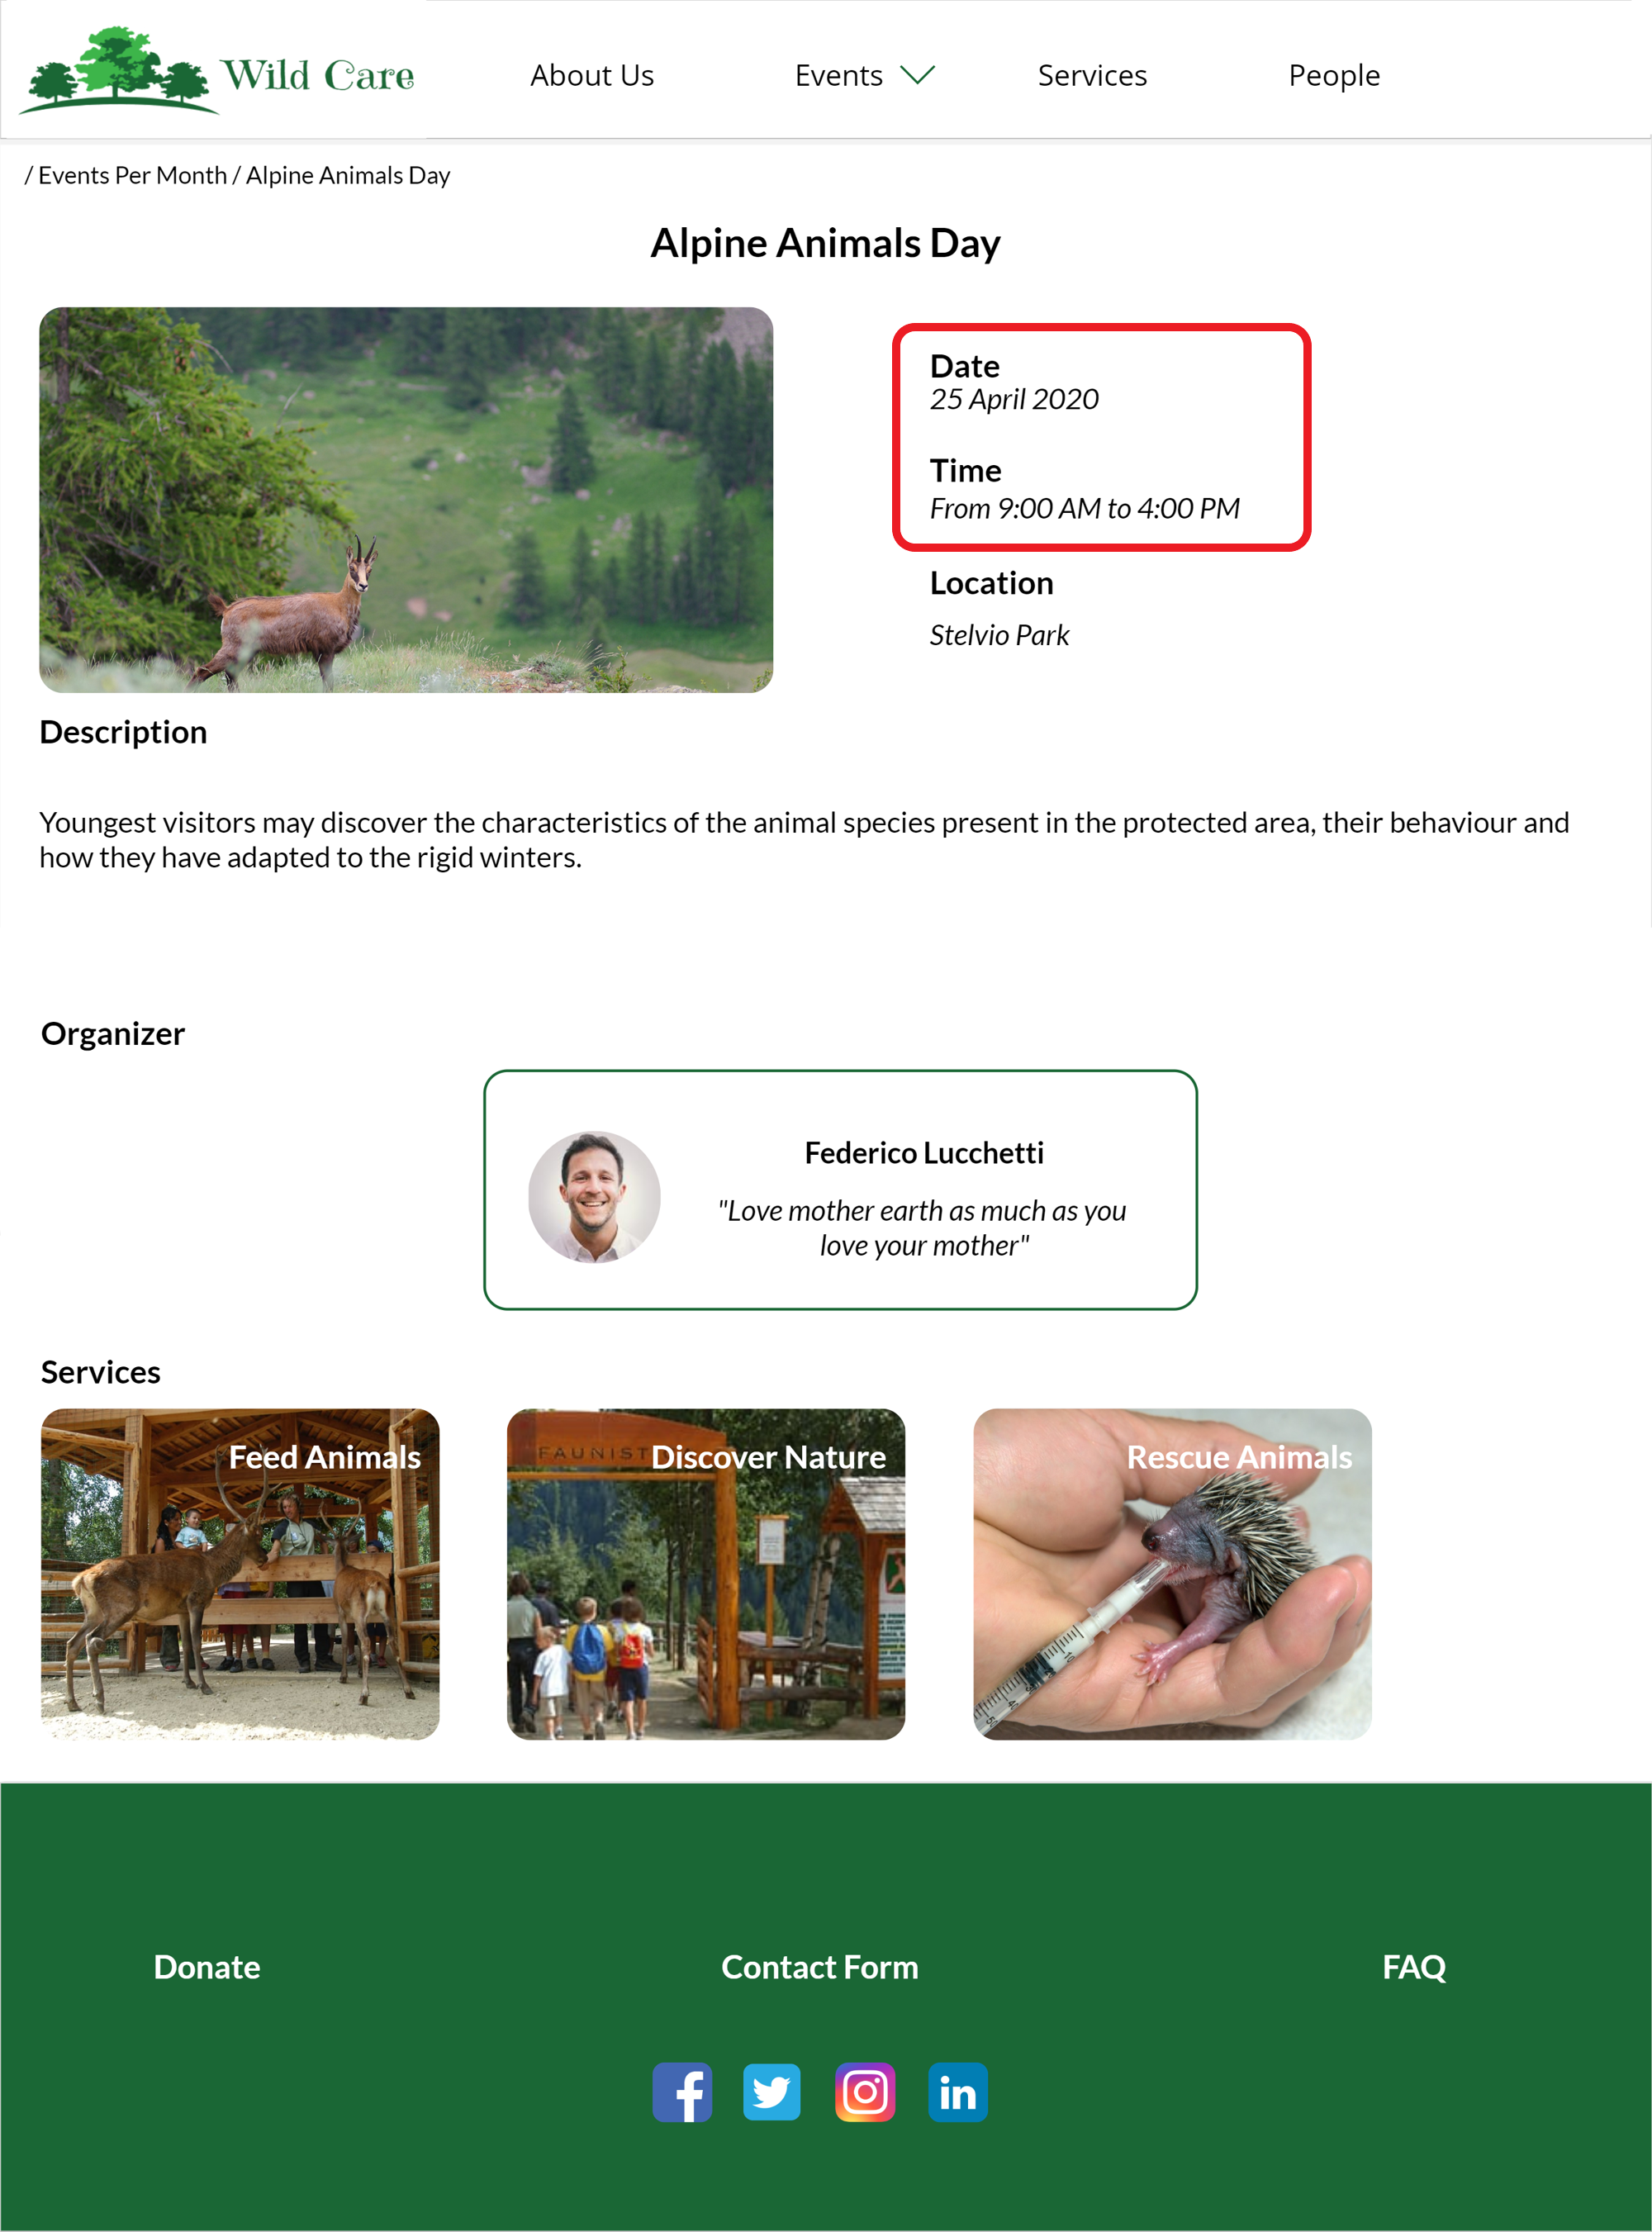 Wild Care
About Us
Events
Services
People
/ Events Per Month / Alpine Animals Day
Alpine Animals Day
Date
25 April 2020
Time
From 9:00 AM to 4:00 PM
Location
Stelvio Park
Description
Youngest visitors may discover the characteristics of the animal species present in the protected area, their behaviour and
how they have adapted to the rigid winters.
Organizer
Federico Lucchetti
"Love mother earth as much as you
love your mother"
Services
Feed Animals
FAUNIST
Discover Nature
Rescue Animals
Donate
Contact Form
FAQ
f
in